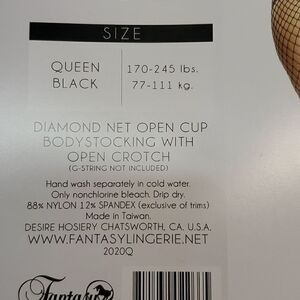 SIZE
QUEEN 170-245 lbs.
BLACK 77-111 kg.
DIAMOND NET OPEN CUP
BODYSTOCKING WITH
OPEN CROTCH
(G-STRING NOT INCLUDED)
Hand wash separately in cold water.
Only nonchlorine bleach. Drip dry.
88% NYLON 12% SPANDEX (exclusive of trims)
Made in Taiwan.
DESIRE HOSIERY CHATSWORTH, CA. U.S.A.
WWW.FANTASYLINGERIE.NET
2020Q
Fantasy